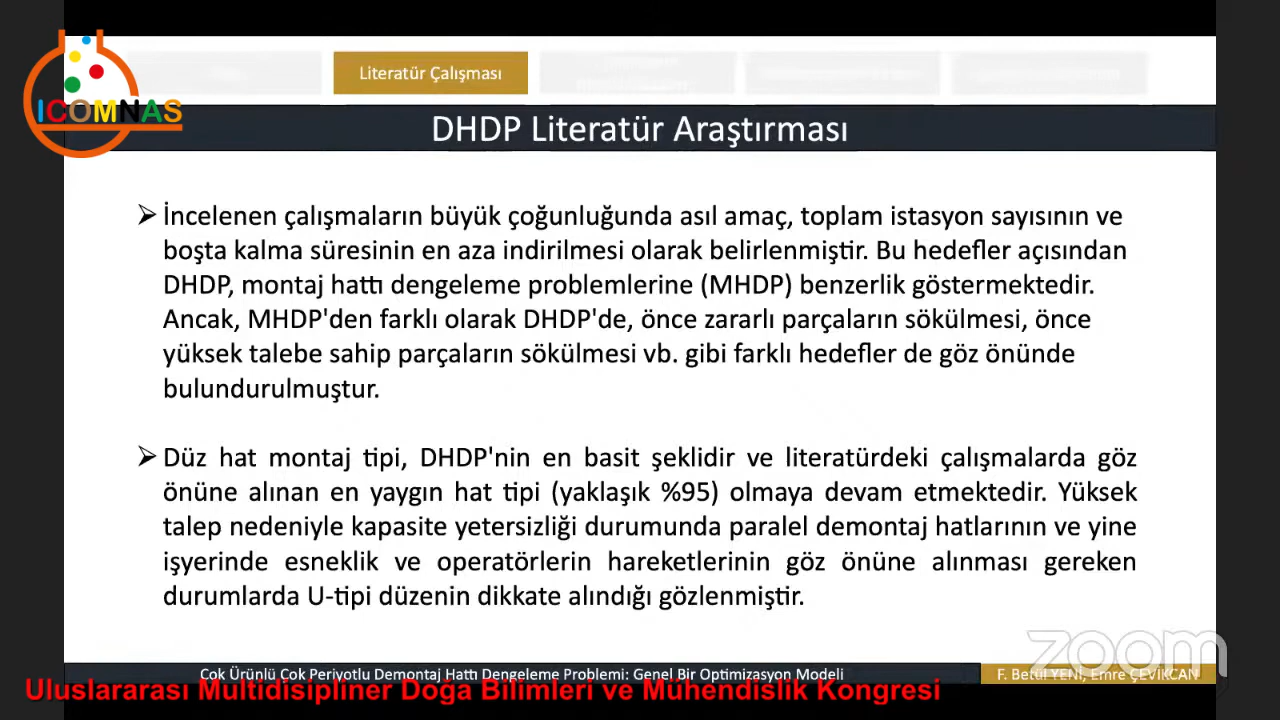 Literatür Çalışması
ICOMNAS
DHDP Literatür Araştırması
➢ İncelenen çalışmaların büyük çoğunluğunda asıl amaç, toplam istasyon sayısının ve
boşta kalma süresinin en aza indirilmesi olarak belirlenmiştir. Bu hedefler açısından
DHDP, montaj hattı dengeleme problemlerine (MHDP) benzerlik göstermektedir.
Ancak, MHDP'den farklı olarak DHDP'de, önce zararlı parçaların sökülmesi, önce
yüksek talebe sahip parçaların sökülmesi vb. gibi farklı hedefler de göz önünde
bulundurulmuştur.
➢ Düz hat montaj tipi, DHDP'nin en basit şeklidir ve literatürdeki çalışmalarda göz
önüne alınan en yaygın hat tipi (yaklaşık %95) olmaya devam etmektedir. Yüksek
talep nedeniyle kapasite yetersizliği durumunda paralel demontaj hatlarının ve yine
işyerinde esneklik ve operatörlerin hareketlerinin göz önüne alınması gereken
durumlarda U-tipi düzenin dikkate alındığı gözlenmiştir.
zoom
Çok Ürünlü Çok Periyotlu Demontaj Hattı Dengeleme Problemi: Genel Bir Optimizasyon Modeli
F. Betül YENİ, Emre ÇEVİKCAN
Uluslararası Multidisipliner Doğa Bilimleri ve Mühendislik Kongresi